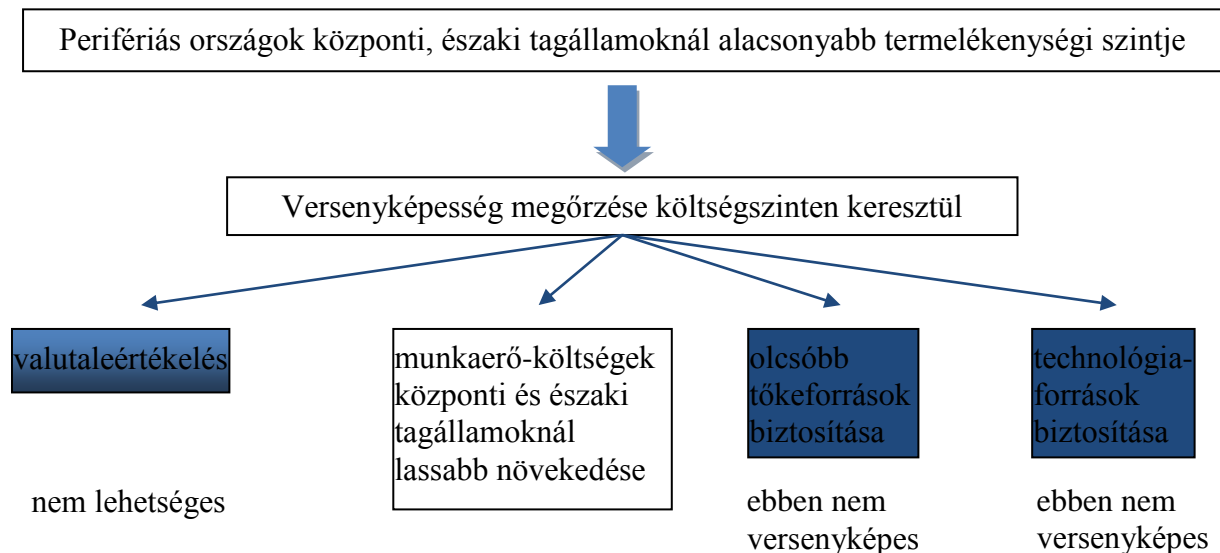 Perifériás országok központi, északi tagállamoknál alacsonyabb termelékenységi szintje
Versenyképesség megőrzése költségszinten keresztül
valutaleértékelés
munkaerő-költségek
központi és északi
tagállamoknál
lassabb növekedése
olcsóbb
tőkeforrások
biztosítása
technológia-
források
biztosítása
nem lehetséges
ebben nem
versenyképes
ebben nem
versenyképes